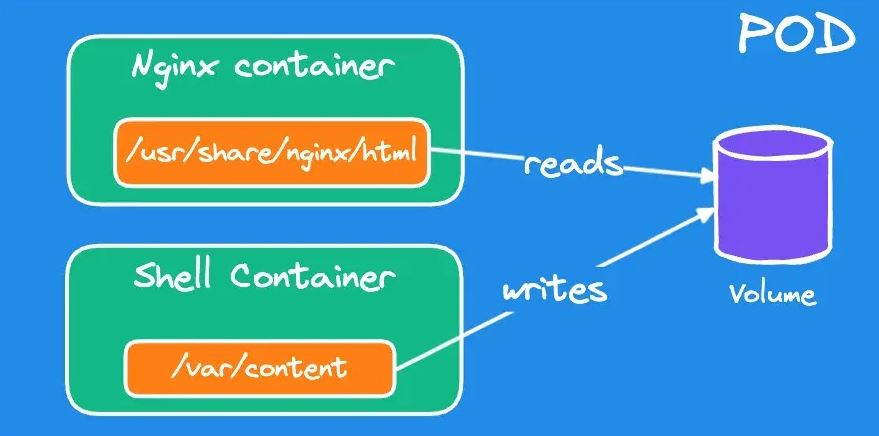 POD
Nginx container
/usr/share/nginx/html
reads
Shell Container
writes
Volume
/var/content